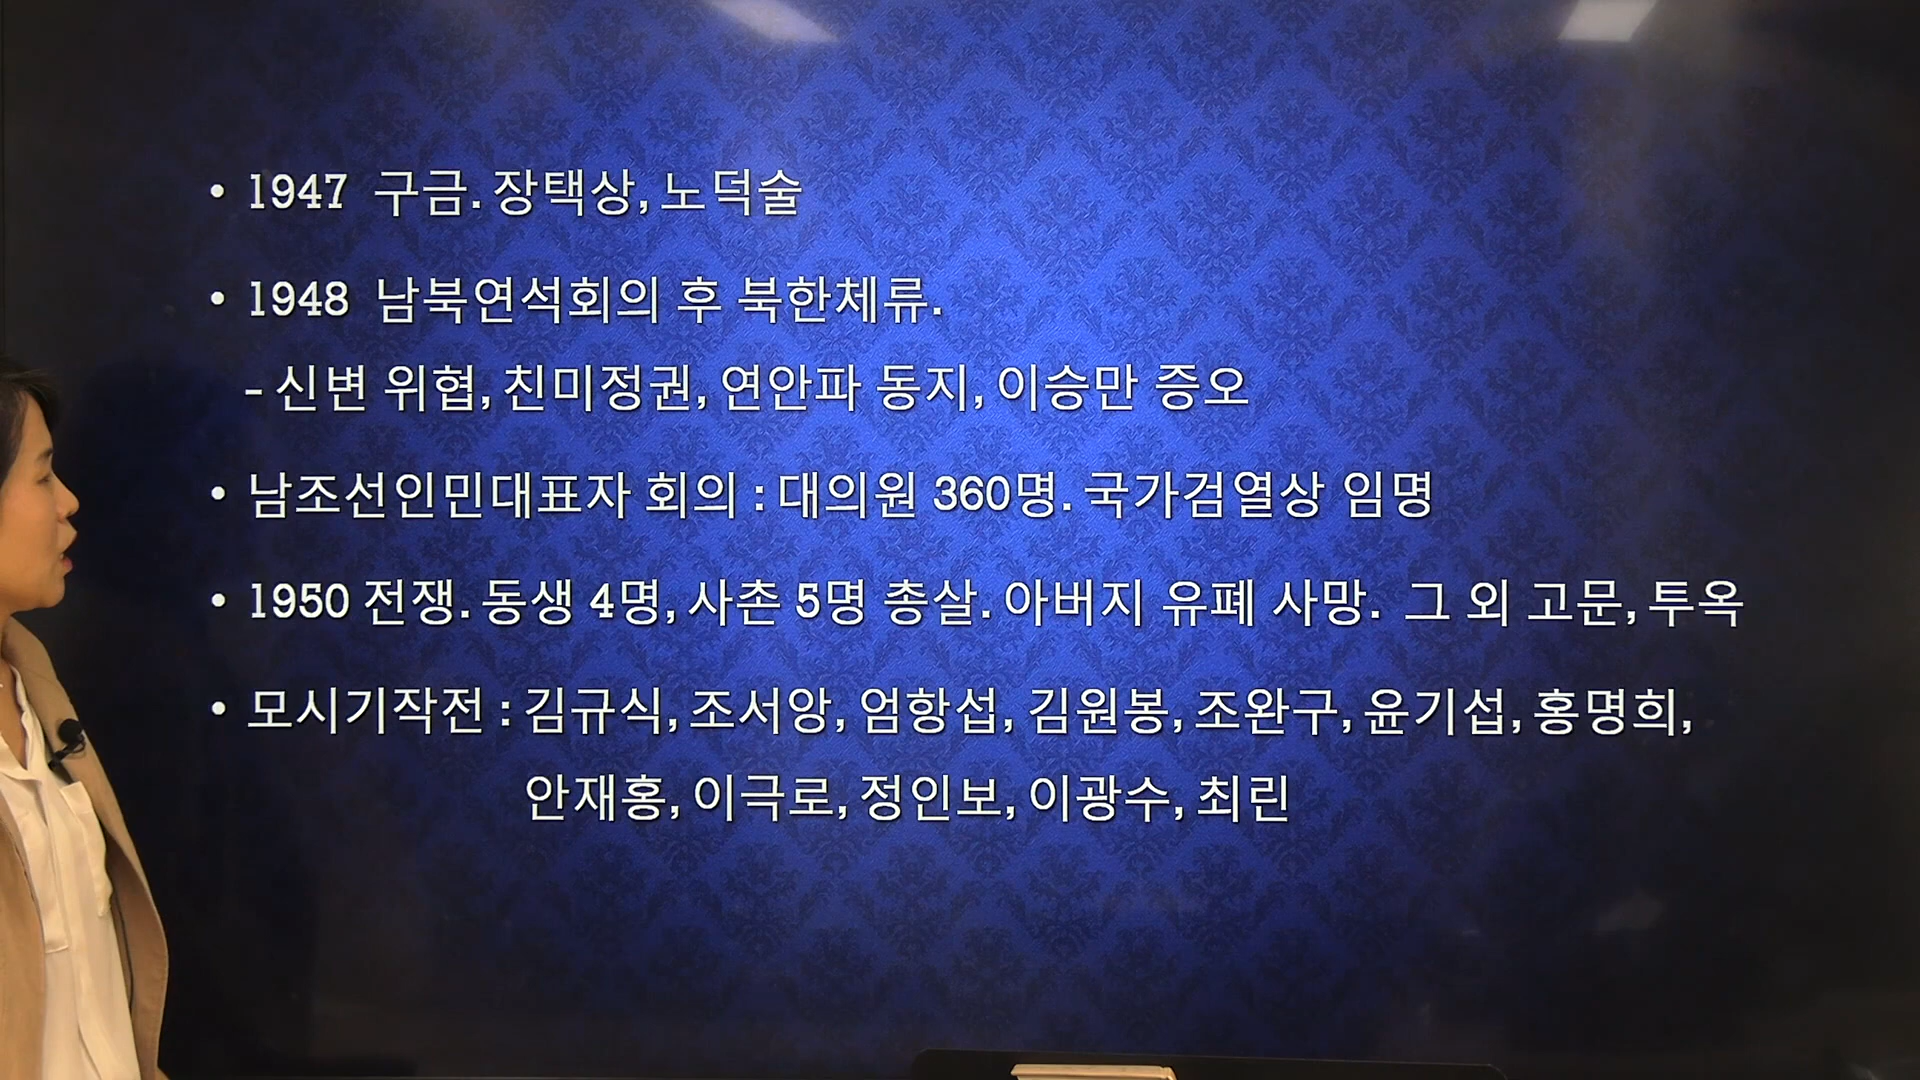 • 1947 구금. 장택상, 노덕술
• 1948 남북연석회의 후 북한체류.
- 신변 위협, 친미정권, 연안파 동지, 이승만 증오
• 남조선인민대표자 회의 : 대의원 360명. 국가검열상 임명
• 1950 전쟁. 동생 4명, 사촌 5명 총살. 아버지 유폐 사망. 그 외 고문, 투옥
• 모시기작전 : 김규식, 조서앙, 엄항섭, 김원봉, 조완구, 윤기섭, 홍명희,
안재홍, 이극로, 정인보, 이광수, 최린